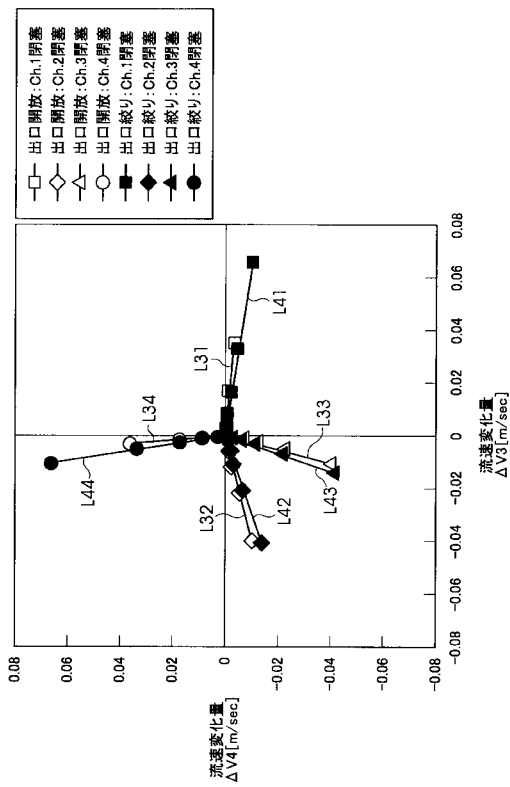 出口開放:Ch.1閉塞
出口開放:Ch.2閉塞
出口開放:Ch.3閉塞
出口開放:Ch.4閉塞
出口絞り:Ch.1閉塞
出口絞り:Ch.2閉塞
出口絞り:Ch.3閉塞
出口絞り:Ch.4閉塞
流速変化量
ΔV4[m/sec]
0.08
0.06
0.04
0.02
0
-0.02
-0.04
-0.06
-0.08
L44
L34
L31
L41
L32
L42
L43
L33
-0.08
-0.06
-0.04
-0.02
0
0.02
0.04
0.06
0.08
流速変化量
ΔV3[m/sec]